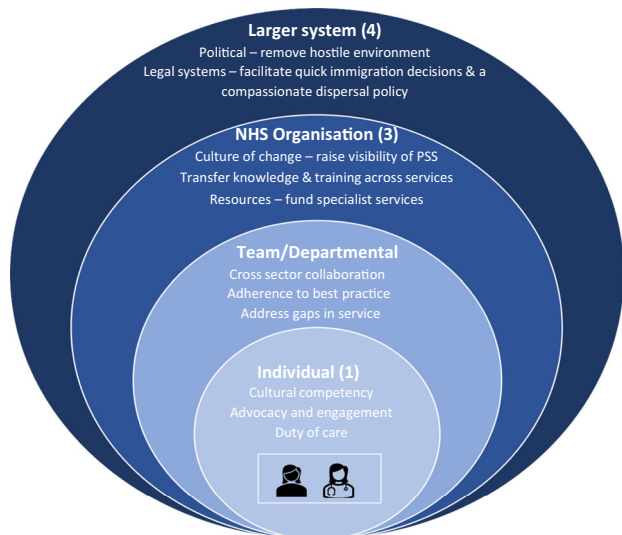 Larger system (4)
Political – remove hostile environment
Legal systems – facilitate quick immigration decisions & a
compassionate dispersal policy
NHS Organisation (3)
Culture of change – raise visibility of PSS
Transfer knowledge & training across services
Resources – fund specialist services
Team/Departmental
Cross sector collaboration
Adherence to best practice
Address gaps in service
Individual (1)
Cultural competency
Advocacy and engagement
Duty of care